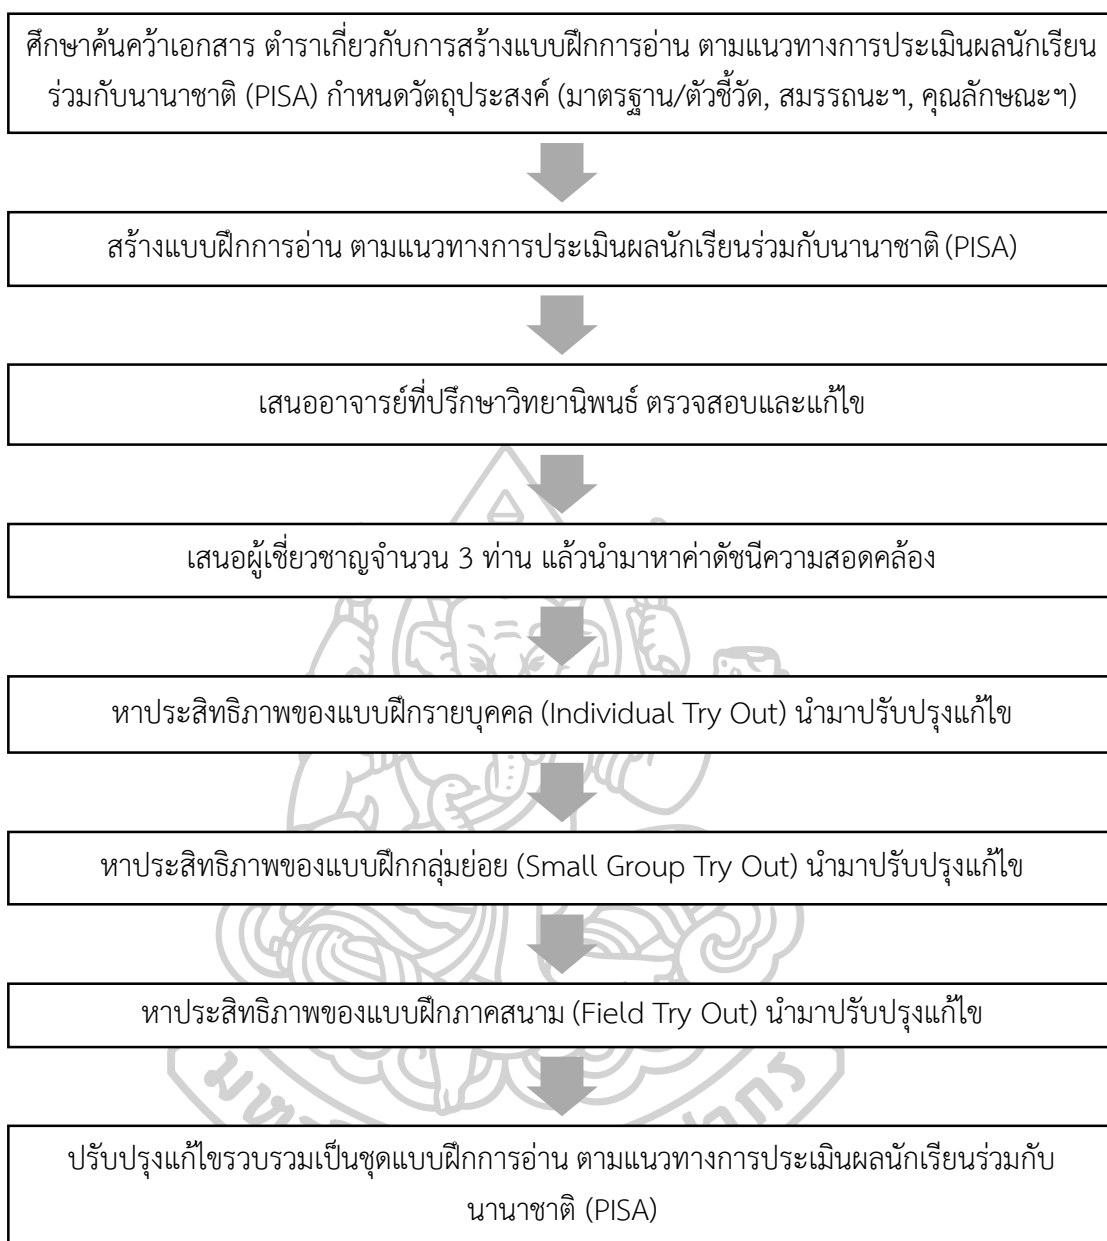 ศึกษาค้นคว้าเอกสาร ตำราเกี่ยวกับการสร้างแบบฝึกการอ่าน ตามแนวทางการประเมินผลนักเรียน
ร่วมกับนานาชาติ (PISA) กำหนดวัตถุประสงค์ (มาตรฐาน/ตัวชี้วัด, สมรรถนะฯ, คุณลักษณะฯ)
สร้างแบบฝึกการอ่าน ตามแนวทางการประเมินผลนักเรียนร่วมกับนานาชาติ (PISA)
เสนออาจารย์ที่ปรึกษาวิทยานิพนธ์ ตรวจสอบและแก้ไข
เสนอผู้เชี่ยวชาญจำนวน 3 ท่าน แล้วนำมาหาค่าดัชนีความสอดคล้อง
หาประสิทธิภาพของแบบฝึกรายบุคคล (Individual Try Out) นำมาปรับปรุงแก้ไข
หาประสิทธิภาพของแบบฝึกกลุ่มย่อย (Small Group Try Out) นำมาปรับปรุงแก้ไข
หาประสิทธิภาพของแบบฝึกภาคสนาม (Field Try Out) นำมาปรับปรุงแก้ไข
ปรับปรุงแก้ไขรวบรวมเป็นชุดแบบฝึกการอ่าน ตามแนวทางการประเมินผลนักเรียนร่วมกับ
นานาชาติ (PISA)